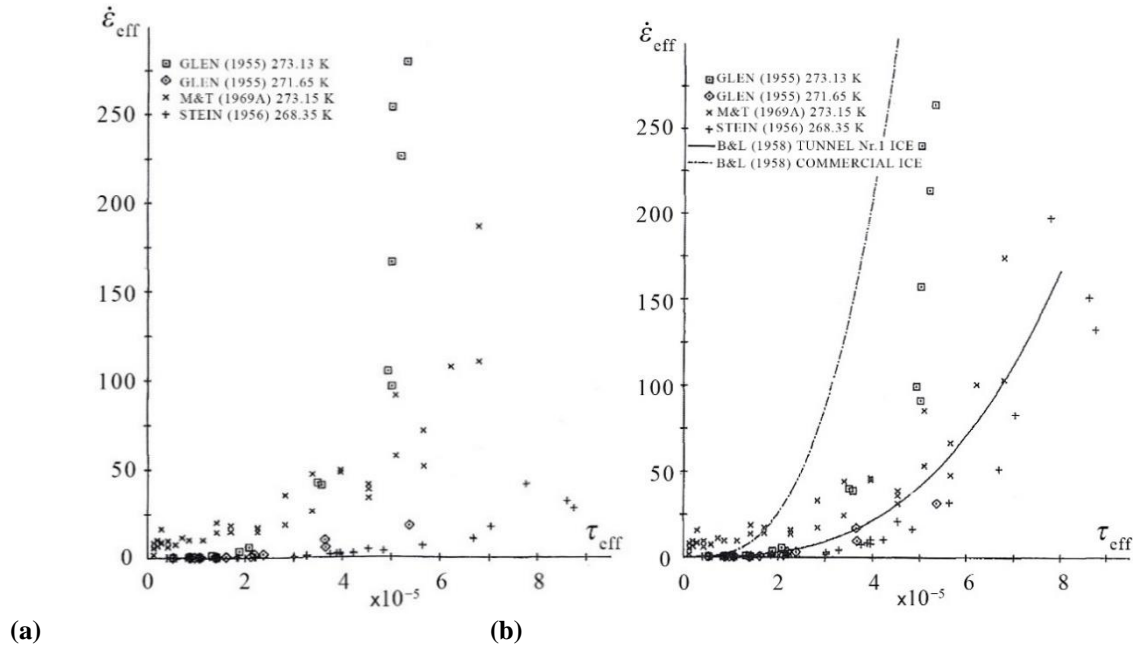 ε̇eff
GLEN (1955) 273.13 K
GLEN (1955) 271.65 K
M&T (1969A) 273.15 K
STEIN (1956) 268.35 K
250
200
150
100
50
0
τeff
0 2 4 6 8
x10⁻⁵
(a)
ε̇eff
GLEN (1955) 273.13 K
GLEN (1955) 271.65 K
M&T (1969A) 273.15 K
STEIN (1956) 268.35 K
B&L (1958) TUNNEL Nr.1 ICE
B&L (1958) COMMERCIAL ICE
250
200
150
100
50
0
τeff
0 2 4 6 8
x10⁻⁵
(b)